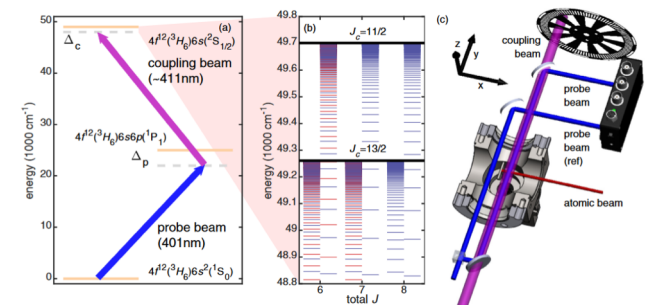 (a)
energy (1000 cm⁻¹)
50
40
30
20
10
0
Δc
4f¹²(³H₆)6s(²S₁/₂)
coupling beam
(~411nm)
4f¹²(³H₆)6s6p(¹P₁)
Δp
probe beam
(401nm)
4f¹²(³H₆)6s²(¹S₀)
(b)
energy (1000 cm⁻¹)
49.8
49.7
49.6
49.5
49.4
49.3
49.2
49.1
49.0
48.9
48.8
Jc=11/2
Jc=13/2
6 7 8
total J
(c)
z
y
x
coupling
beam
probe
beam
probe
beam
(ref)
atomic beam